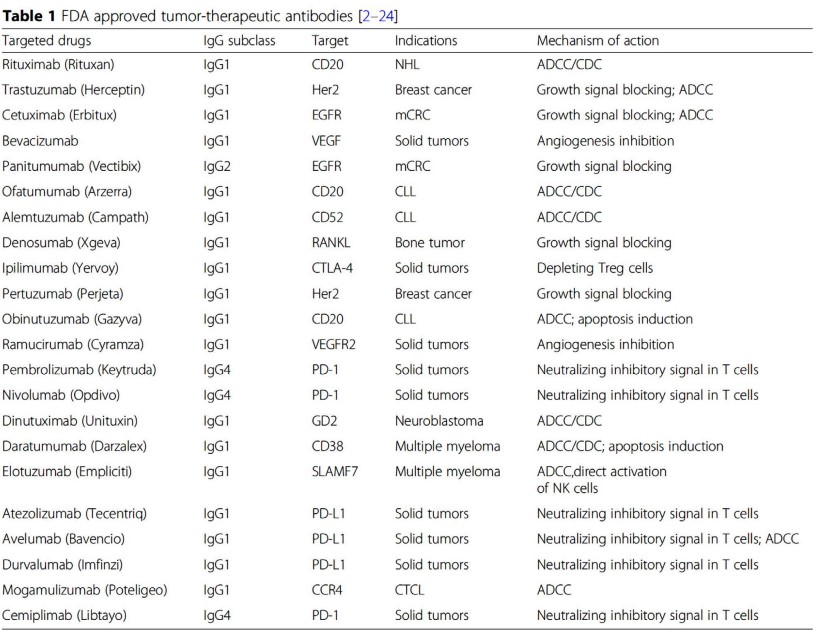 Table 1 FDA approved tumor-therapeutic antibodies [2–24]
Targeted drugs IgG subclass Target Indications Mechanism of action
Rituximab (Rituxan) IgG1 CD20 NHL ADCC/CDC
Trastuzumab (Herceptin) IgG1 Her2 Breast cancer Growth signal blocking; ADCC
Cetuximab (Erbitux) IgG1 EGFR mCRC Growth signal blocking; ADCC
Bevacizumab IgG1 VEGF Solid tumors Angiogenesis inhibition
Panitumumab (Vectibix) IgG2 EGFR mCRC Growth signal blocking
Ofatumumab (Arzerra) IgG1 CD20 CLL ADCC/CDC
Alemtuzumab (Campath) IgG1 CD52 CLL ADCC/CDC
Denosumab (Xgeva) IgG1 RANKL Bone tumor Growth signal blocking
Ipilimumab (Yervoy) IgG1 CTLA-4 Solid tumors Depleting Treg cells
Pertuzumab (Perjeta) IgG1 Her2 Breast cancer Growth signal blocking
Obinutuzumab (Gazyva) IgG1 CD20 CLL ADCC; apoptosis induction
Ramucirumab (Cyramza) IgG1 VEGFR2 Solid tumors Angiogenesis inhibition
Pembrolizumab (Keytruda) IgG4 PD-1 Solid tumors Neutralizing inhibitory signal in T cells
Nivolumab (Opdivo) IgG4 PD-1 Solid tumors Neutralizing inhibitory signal in T cells
Dinutuximab (Unituxin) IgG1 GD2 Neuroblastoma ADCC/CDC
Daratumumab (Darzalex) IgG1 CD38 Multiple myeloma ADCC/CDC; apoptosis induction
Elotuzumab (Empliciti) IgG1 SLAMF7 Multiple myeloma ADCC,direct activation
of NK cells
Atezolizumab (Tecentriq) IgG1 PD-L1 Solid tumors Neutralizing inhibitory signal in T cells
Avelumab (Bavencio) IgG1 PD-L1 Solid tumors Neutralizing inhibitory signal in T cells; ADCC
Durvalumab (Imfinzi) IgG1 PD-L1 Solid tumors Neutralizing inhibitory signal in T cells
Mogamulizumab (Poteligeo) IgG1 CCR4 CTCL ADCC
Cemiplimab (Libtayo) IgG4 PD-1 Solid tumors Neutralizing inhibitory signal in T cells